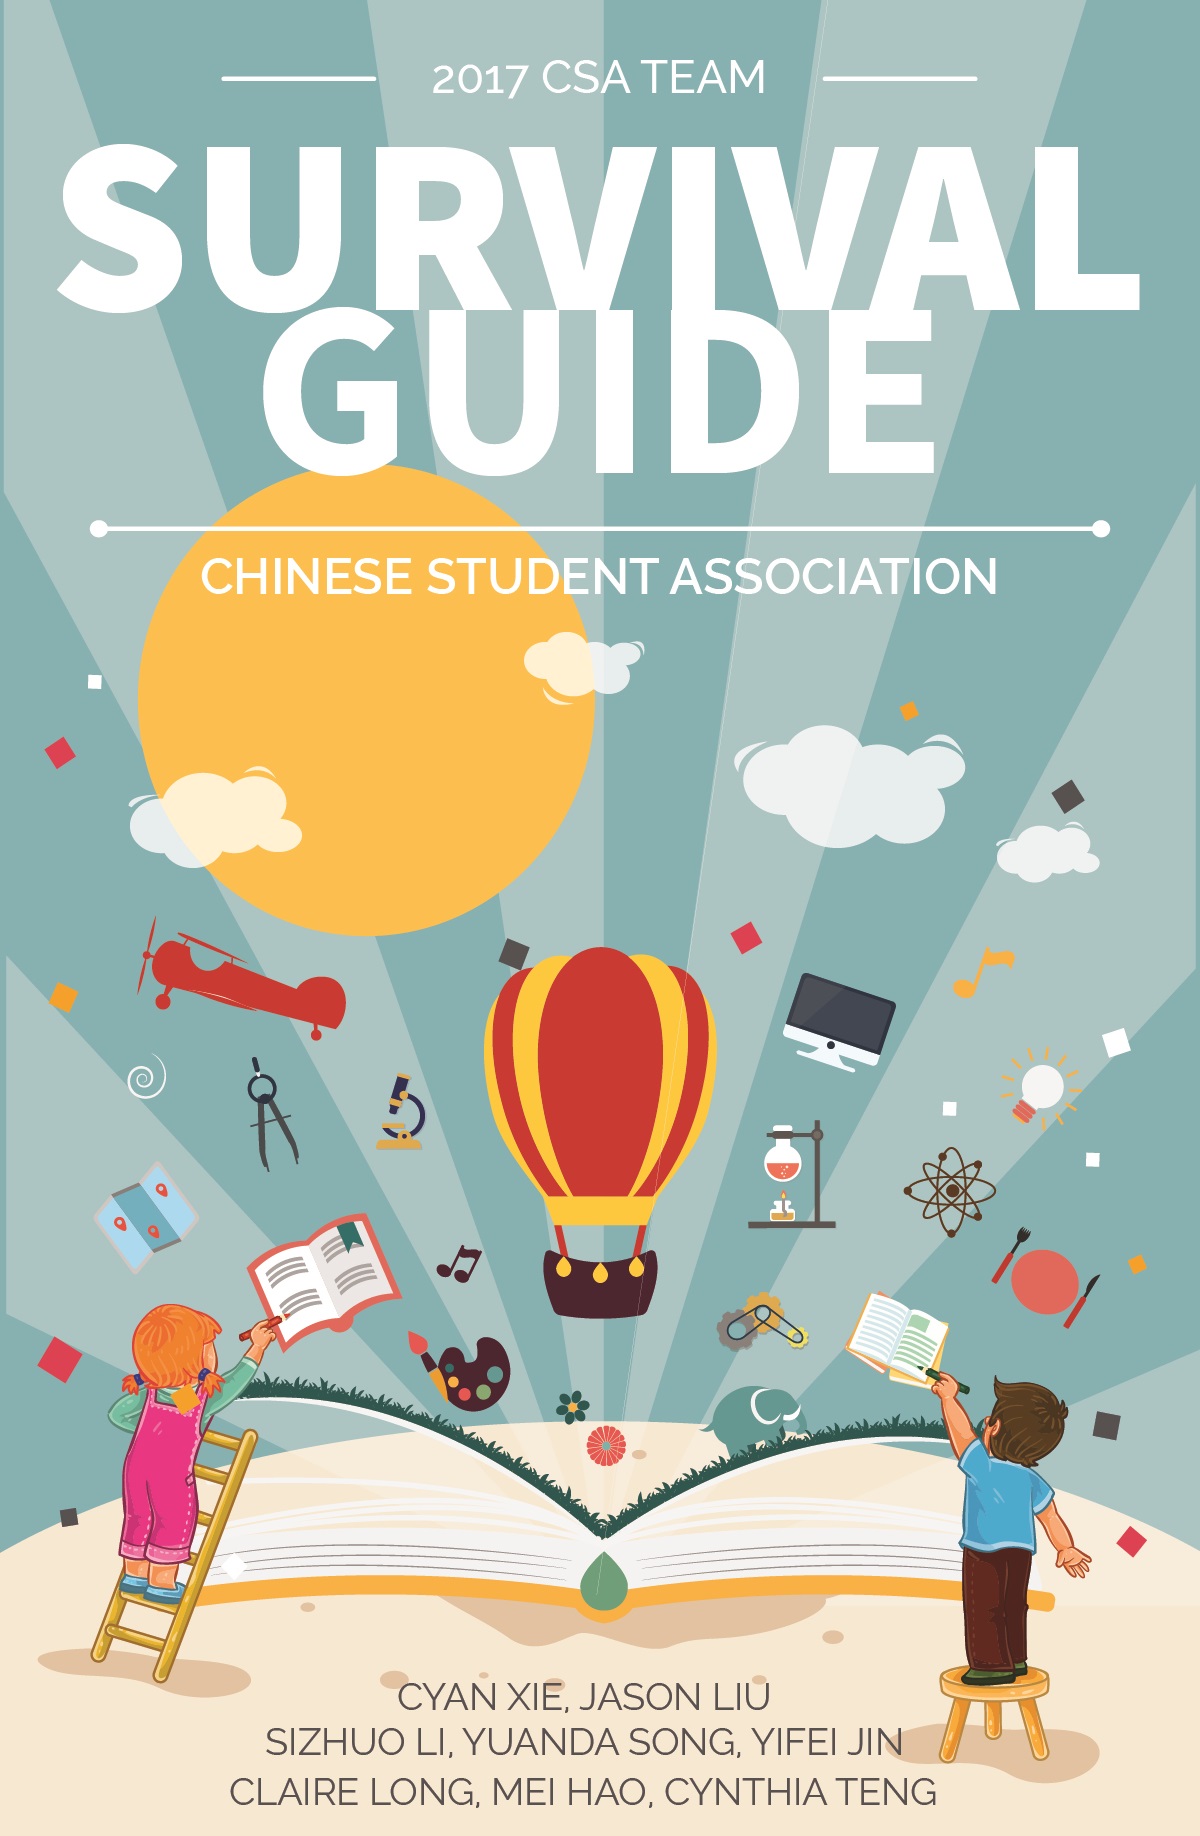 2017 CSA TEAM
SURVIVAL
GUIDE
CHINESE STUDENT ASSOCIATION
CYAN XIE, JASON LIU
SIZHUO LI, YUANDA SONG, YIFEI JIN
CLAIRE LONG, MEI HAO, CYNTHIA TENG